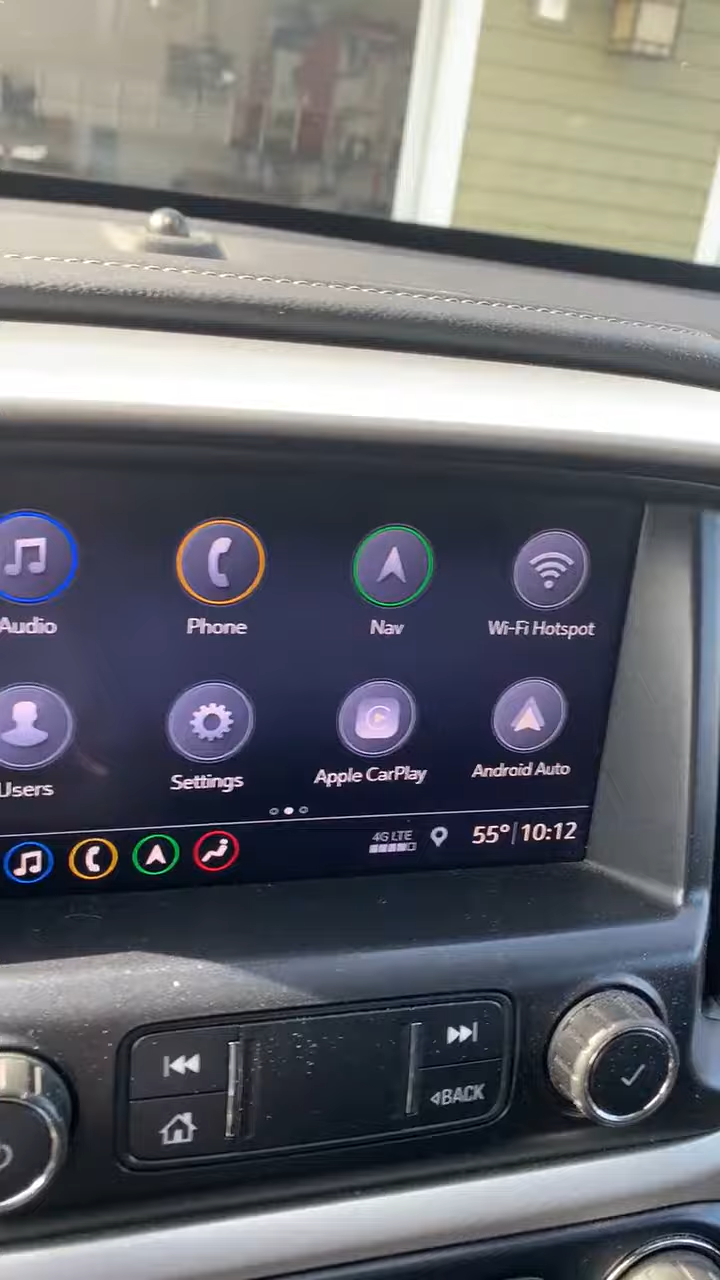 Audio Phone Nav Wi-Fi Hotspot
Users Settings Apple CarPlay Android Auto
4G LTE 55° 10:12
BACK